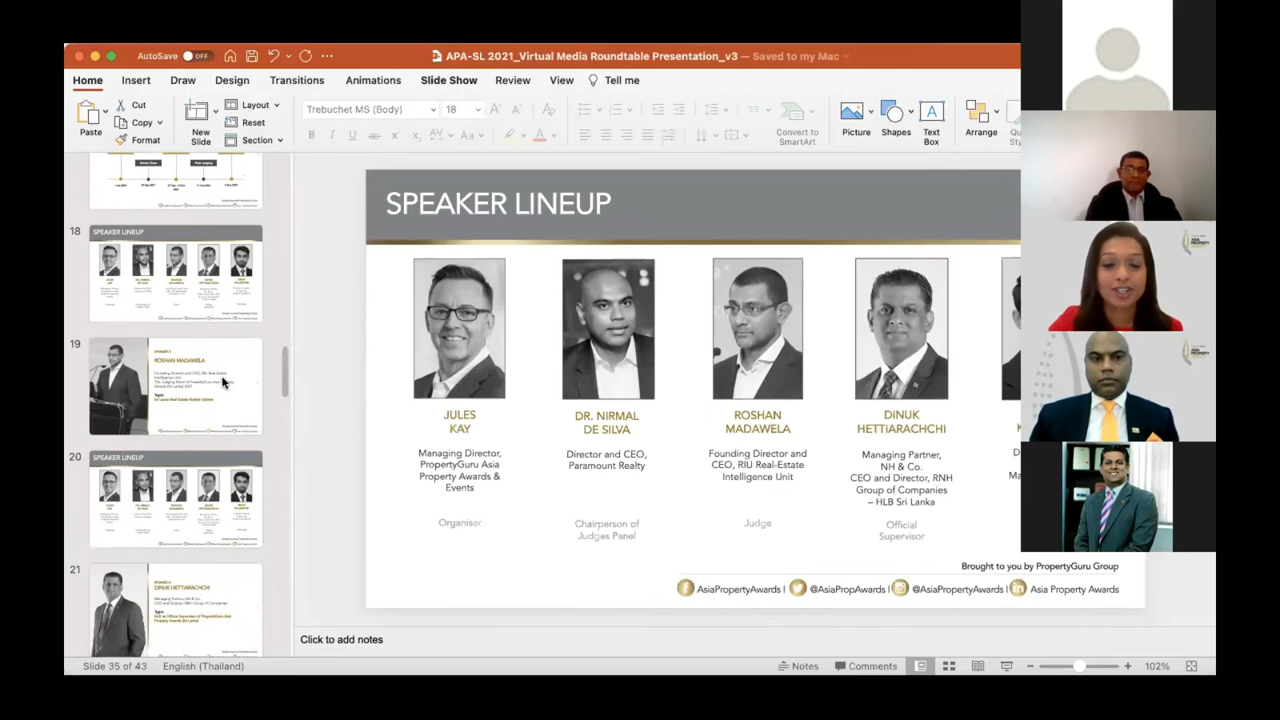 AutoSave OFF
APA-SL 2021_Virtual Media Roundtable Presentation_v3 — Saved to my Mac
Home Insert Draw Design Transitions Animations Slide Show Review View Tell me
Paste
Cut
Copy
Format
New
Slide
Layout
Reset
Section
Trebuchet MS (Body) 18
Convert to
SmartArt
Picture
Shapes
Text
Box
Arrange
18
SPEAKER LINEUP
19
ROSHAN MADAWELA
20
SPEAKER LINEUP
21
DINUK HETTIARACHCHI
SPEAKER LINEUP
JULES
KAY
Managing Director,
PropertyGuru Asia
Property Awards &
Events
Organiser
DR. NIRMAL
DE SILVA
Director and CEO,
Paramount Realty
Chairperson of
Judges Panel
ROSHAN
MADAWELA
Founding Director and
CEO, RIU Real-Estate
Intelligence Unit
Judge
DINUK
HETTIARACHCHI
Managing Partner,
NH & Co.
CEO and Director, RNH
Group of Companies
– HLB Sri Lanka
Official
Supervisor
Brought to you by PropertyGuru Group
AsiaPropertyAwards | @AsiaPropAwards | @AsiaPropertyAwards | Asia Property Awards
Click to add notes
Slide 35 of 43 English (Thailand)
Notes Comments 102%